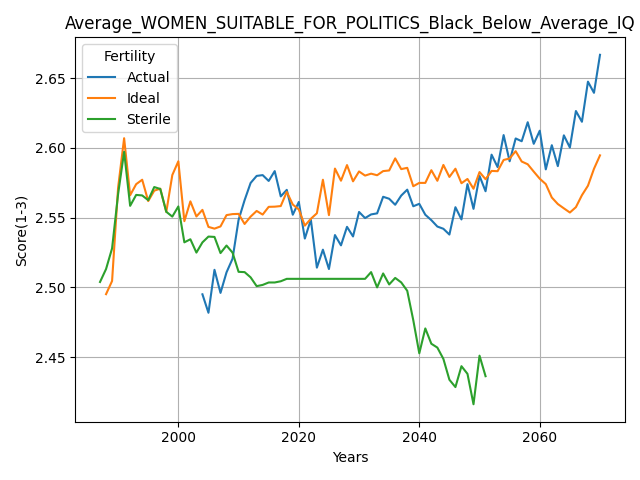 Average_WOMEN_SUITABLE_FOR_POLITICS_Black_Below_Average_IQ
Fertility
Actual
Ideal
Sterile
Score(1-3)
2.65
2.60
2.55
2.50
2.45
2000 2020 2040 2060
Years